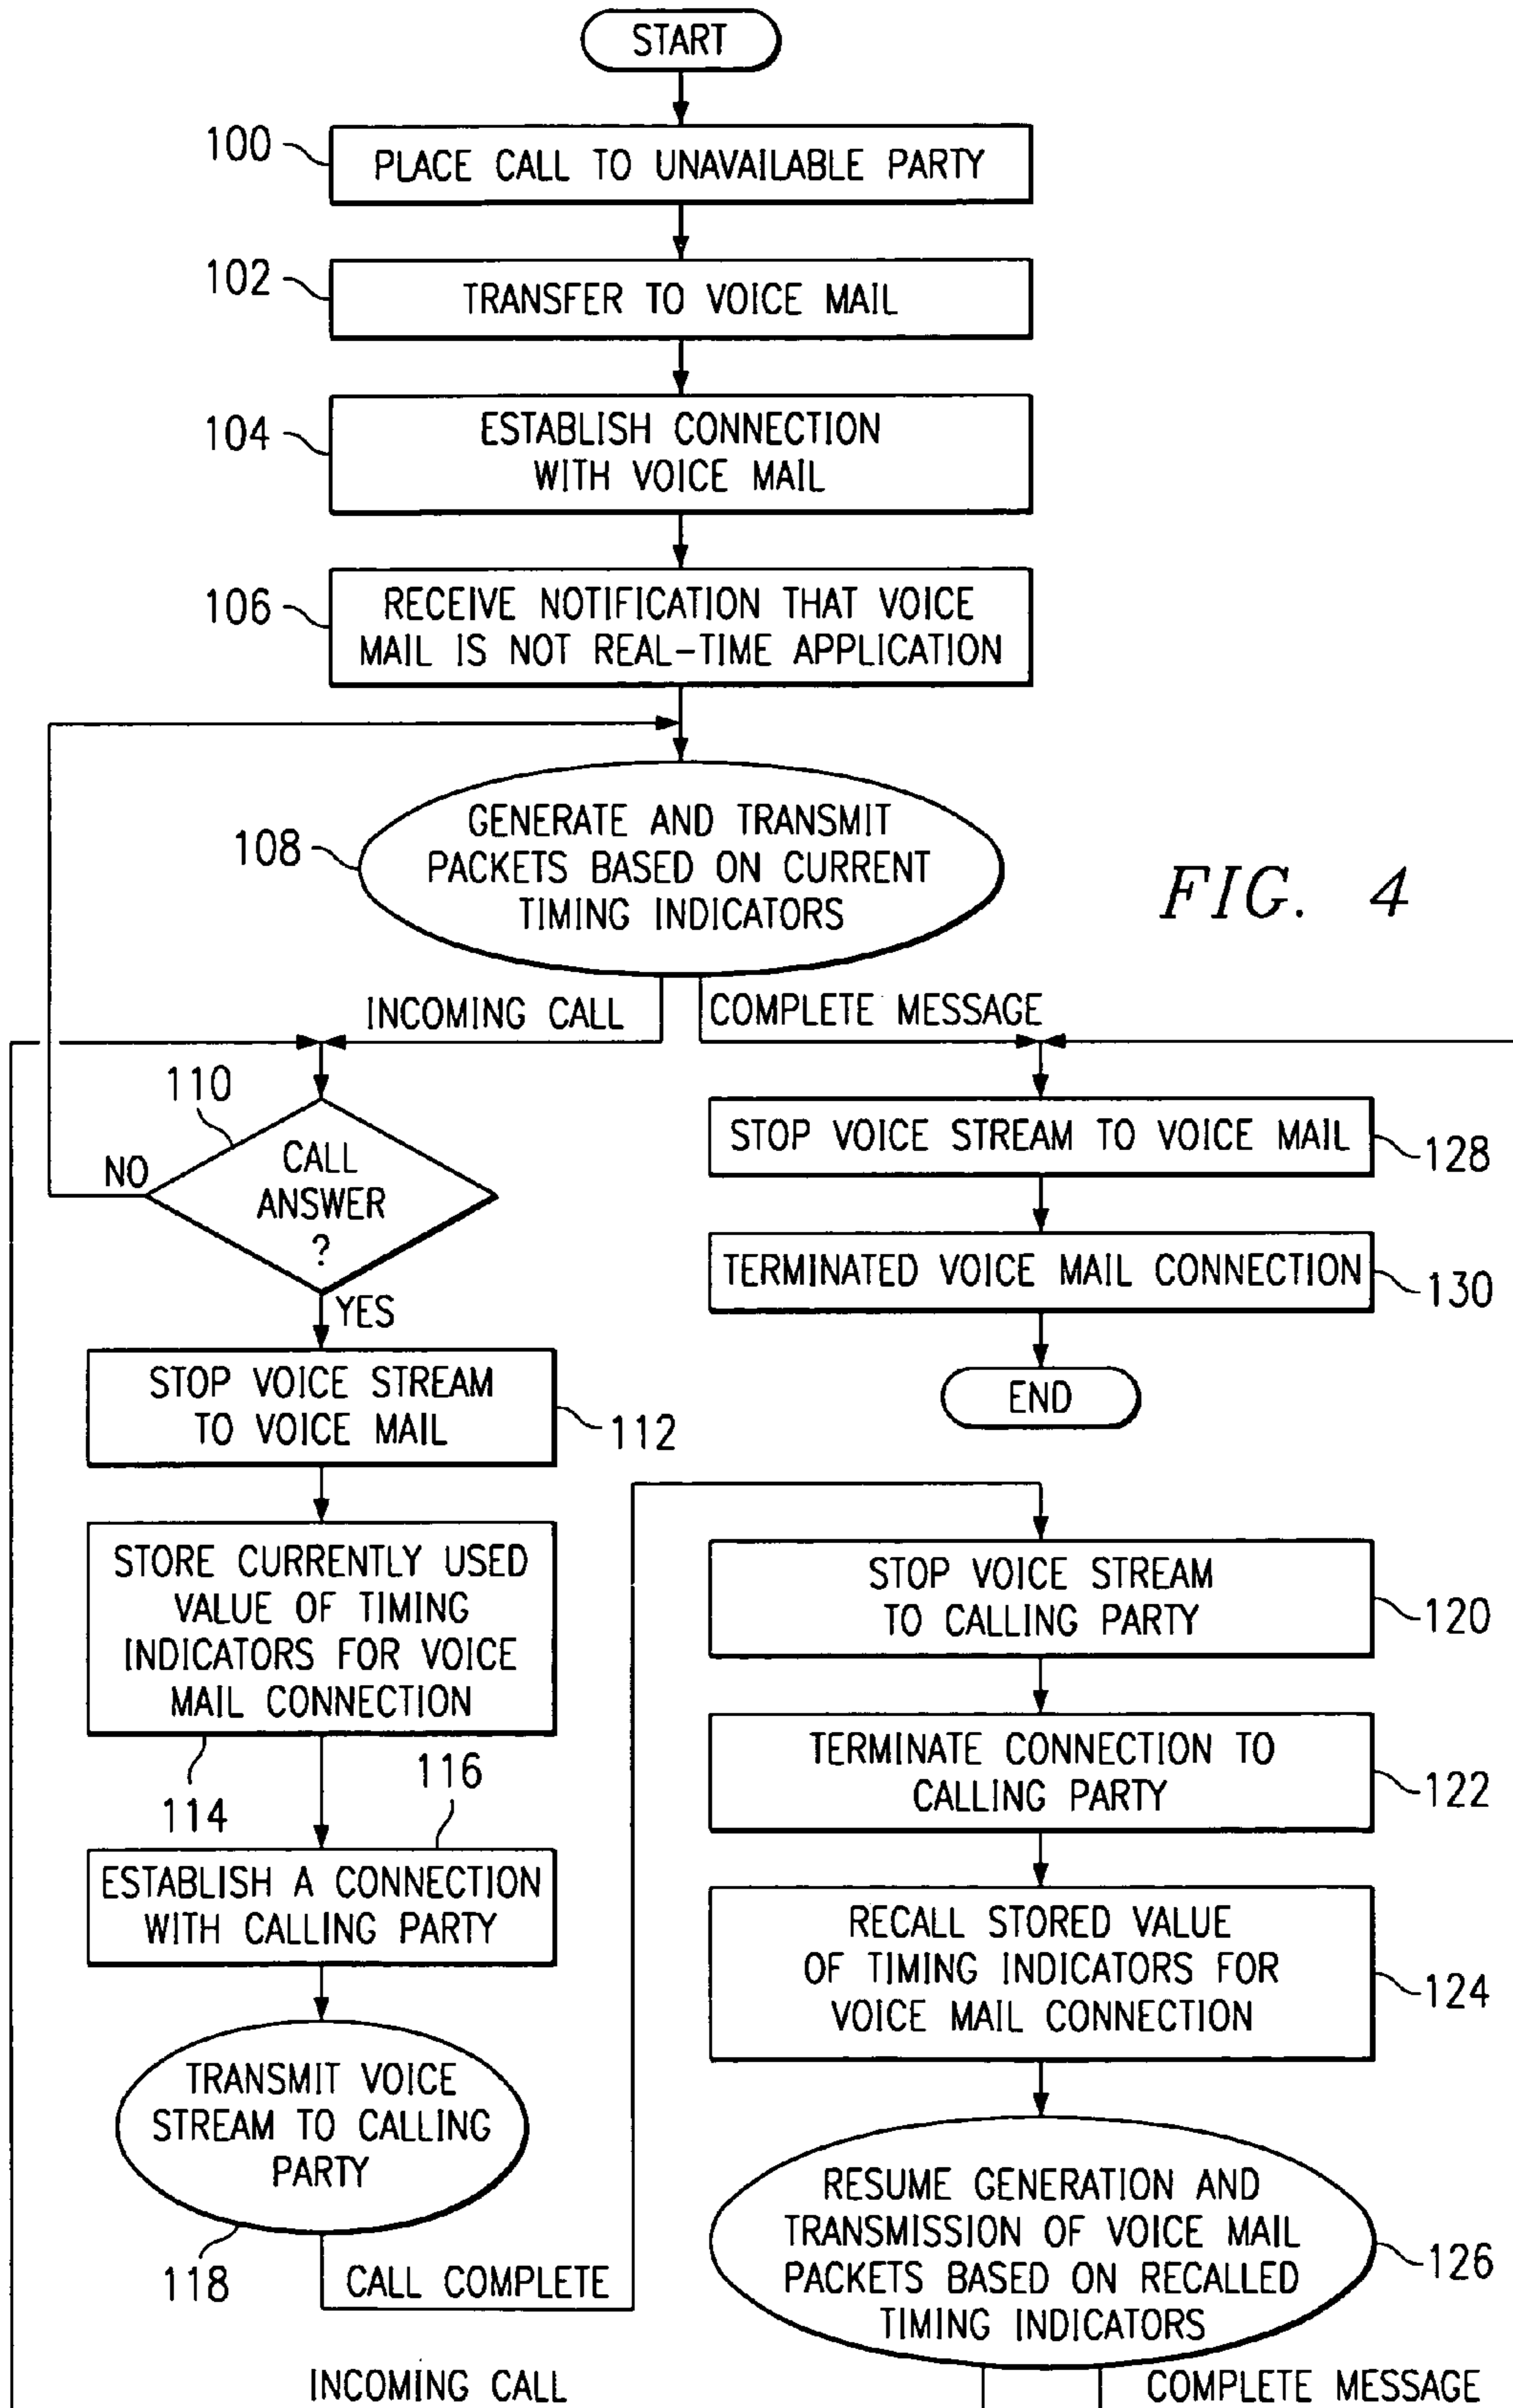 START
100
PLACE CALL TO UNAVAILABLE PARTY
102
TRANSFER TO VOICE MAIL
104
ESTABLISH CONNECTION
WITH VOICE MAIL
106
RECEIVE NOTIFICATION THAT VOICE
MAIL IS NOT REAL-TIME APPLICATION
108
GENERATE AND TRANSMIT
PACKETS BASED ON CURRENT
TIMING INDICATORS
FIG. 4
INCOMING CALL
COMPLETE MESSAGE
110
CALL
ANSWER
?
NO
YES
STOP VOICE STREAM TO VOICE MAIL
128
TERMINATED VOICE MAIL CONNECTION
130
END
STOP VOICE STREAM
TO VOICE MAIL
112
STORE CURRENTLY USED
VALUE OF TIMING
INDICATORS FOR VOICE
MAIL CONNECTION
114
116
ESTABLISH A CONNECTION
WITH CALLING PARTY
TRANSMIT VOICE
STREAM TO CALLING
PARTY
118
CALL COMPLETE
STOP VOICE STREAM
TO CALLING PARTY
120
TERMINATE CONNECTION TO
CALLING PARTY
122
RECALL STORED VALUE
OF TIMING INDICATORS FOR
VOICE MAIL CONNECTION
124
RESUME GENERATION AND
TRANSMISSION OF VOICE MAIL
PACKETS BASED ON RECALLED
TIMING INDICATORS
126
INCOMING CALL
COMPLETE MESSAGE